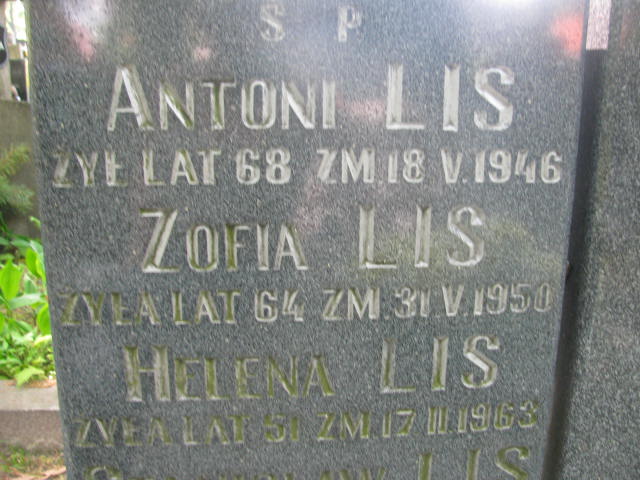 S P
ANTONI LIS
ŻYŁ LAT 68 ZM.18 V.1946
ZOFIA LIS
ŻYŁA LAT 64 ZM.31.V.1950
HELENA LIS
ŻYŁA LAT 51 ZM.17 II.1963
LIS